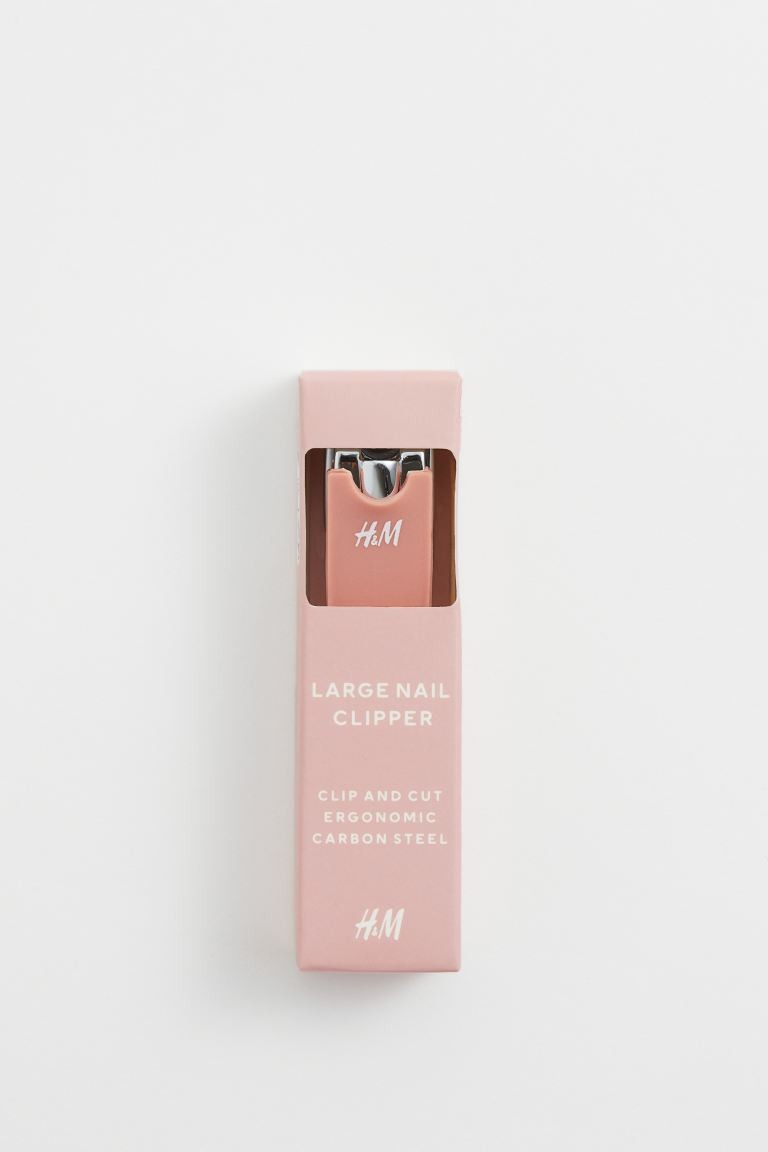 H&M
LARGE NAIL
CLIPPER
CLIP AND CUT
ERGONOMIC
CARBON STEEL
H&M